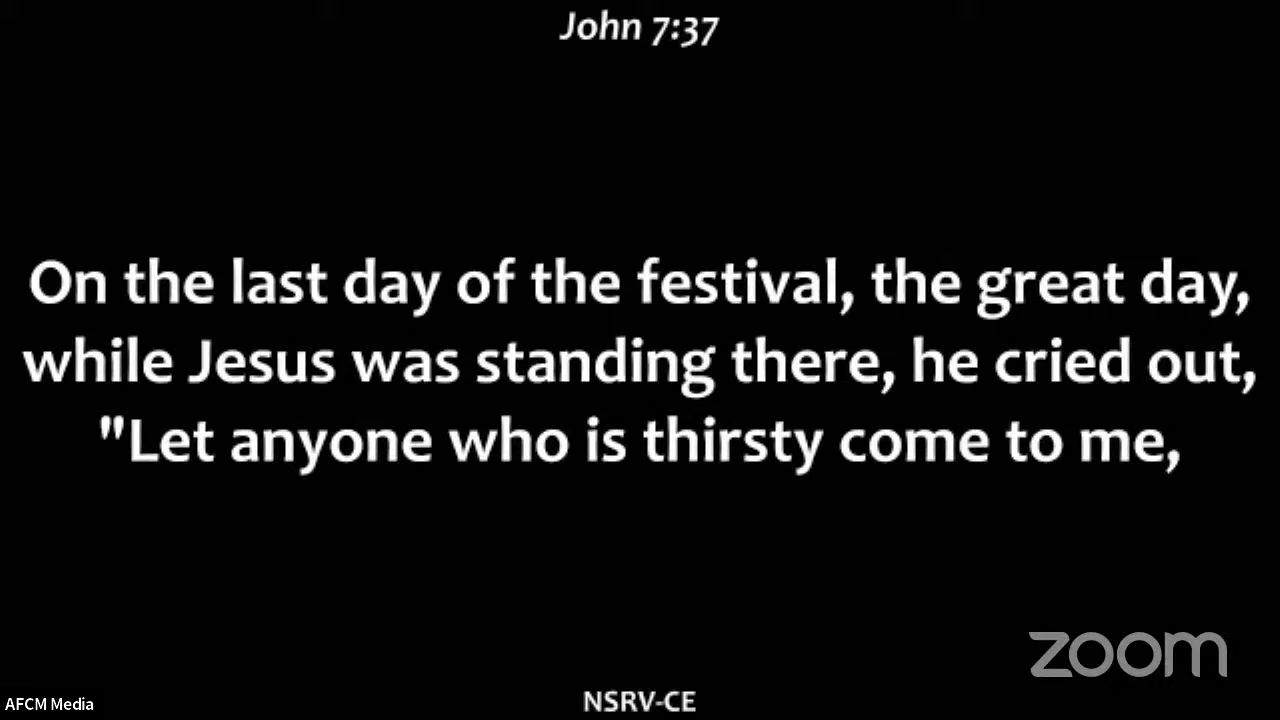 John 7:37
On the last day of the festival, the great day,
while Jesus was standing there, he cried out,
"Let anyone who is thirsty come to me,
zoom
AFCM Media
NSRV-CE